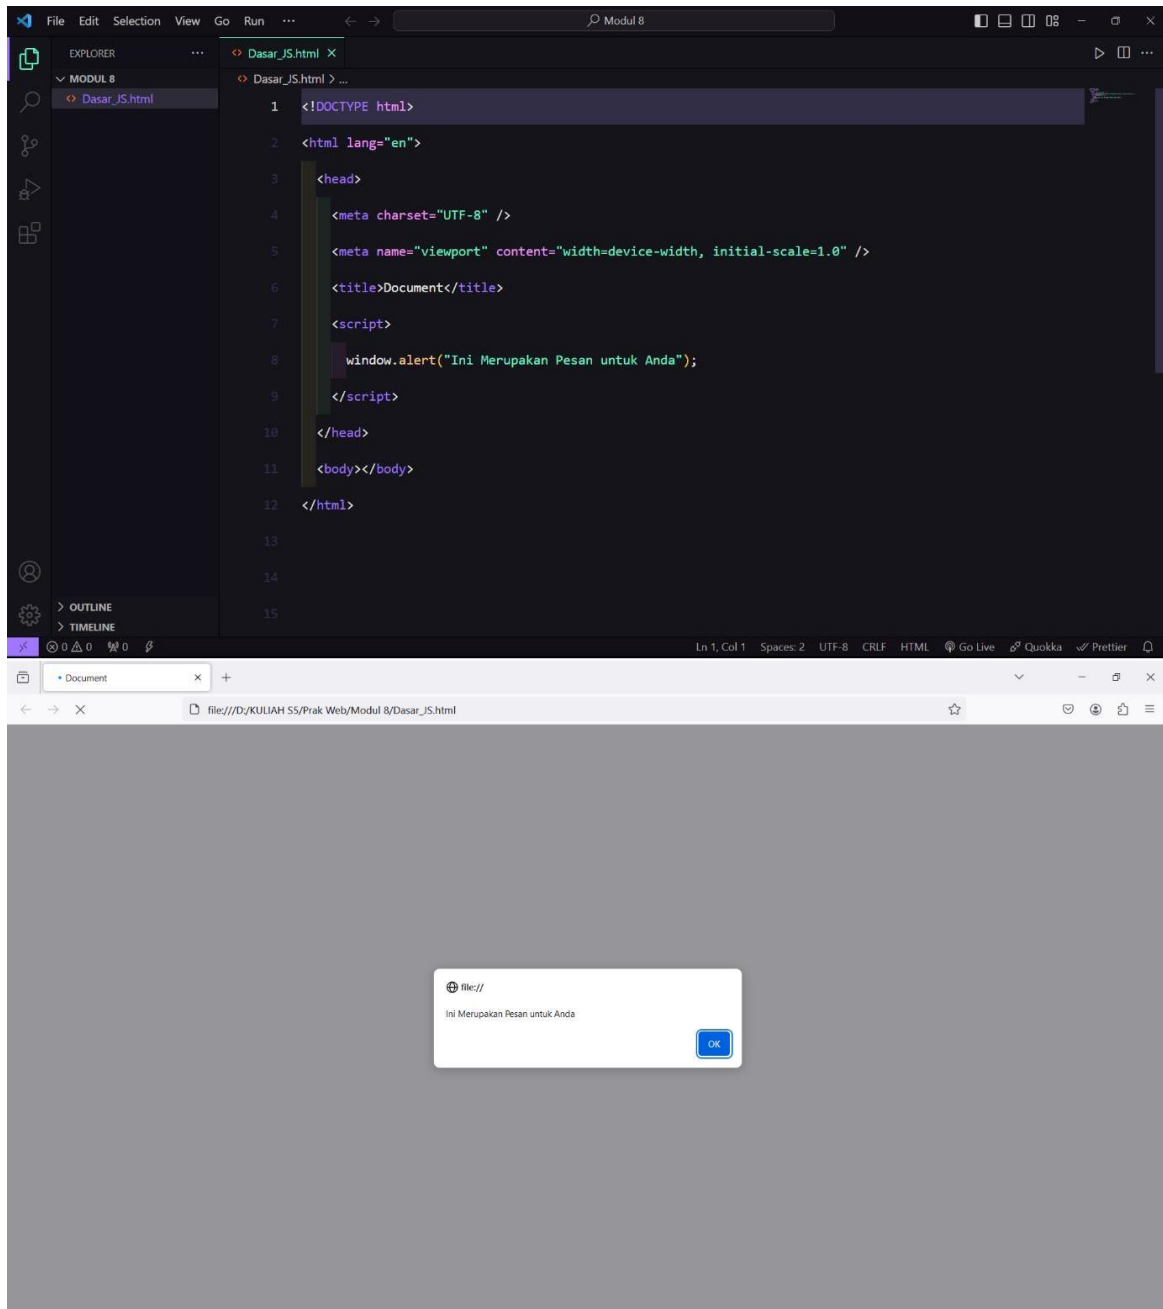 File Edit Selection View Go Run ··· Modul 8
EXPLORER ···
MODUL 8
Dasar_JS.html
Dasar_JS.html
Dasar_JS.html > ...
1 <!DOCTYPE html>
2 <html lang="en">
3 <head>
4 <meta charset="UTF-8" />
5 <meta name="viewport" content="width=device-width, initial-scale=1.0" />
6 <title>Document</title>
7 <script>
8 window.alert("Ini Merupakan Pesan untuk Anda");
9 </script>
10 </head>
11 <body></body>
12 </html>
13
14
15
OUTLINE
TIMELINE
0 0 0 Ln 1, Col 1 Spaces: 2 UTF-8 CRLF HTML Go Live Quokka Prettier
Document
file:///D:/KULIAH S5/Prak Web/Modul 8/Dasar_JS.html
file://
Ini Merupakan Pesan untuk Anda
OK